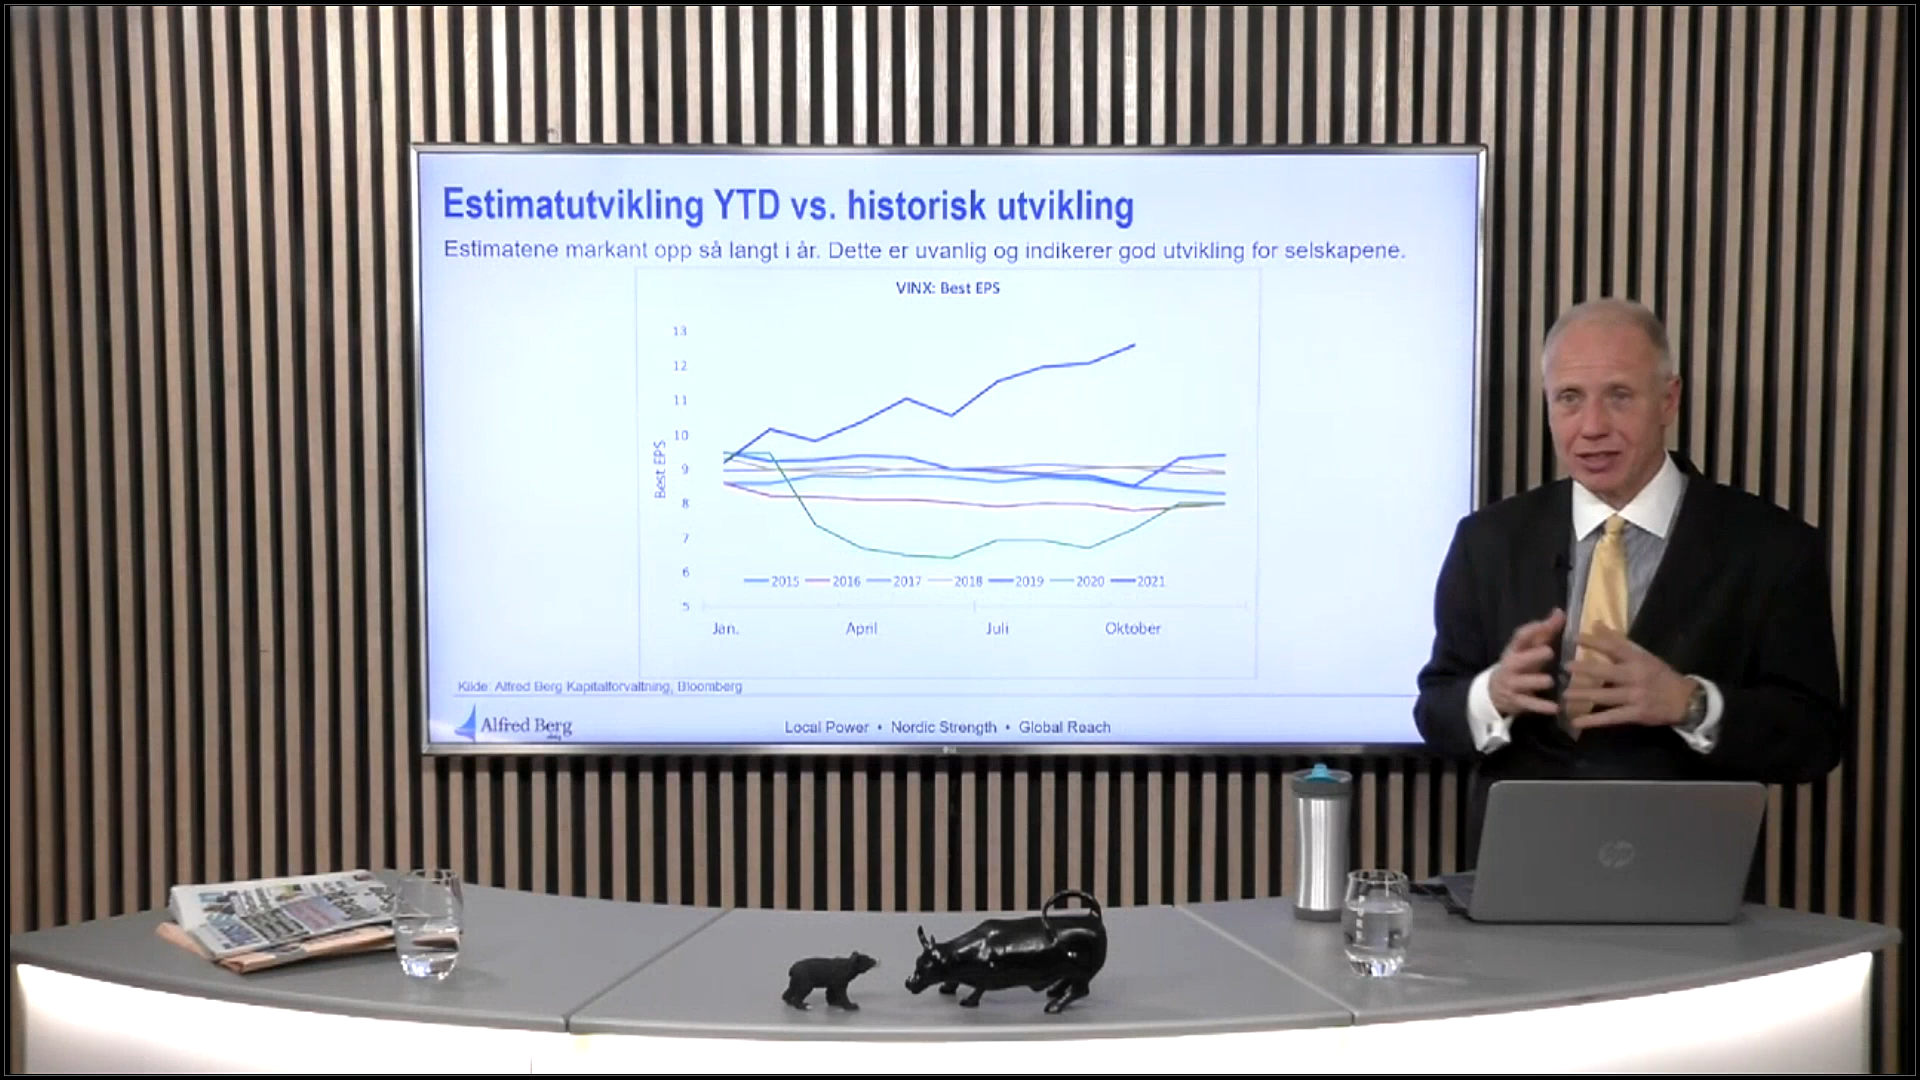 Estimatutvikling YTD vs. historisk utvikling
Estimatene markant opp så langt i år. Dette er uvanlig og indikerer god utvikling for selskapene.
VINX: Best EPS
13
12
11
10
9
8
7
6
5
Best EPS
2015 2016 2017 2018 2019 2020 2021
Jan. April Juli Oktober
Kilde: Alfred Berg Kapitalforvaltning, Bloomberg
Alfred Berg
Local Power • Nordic Strength • Global Reach
hp